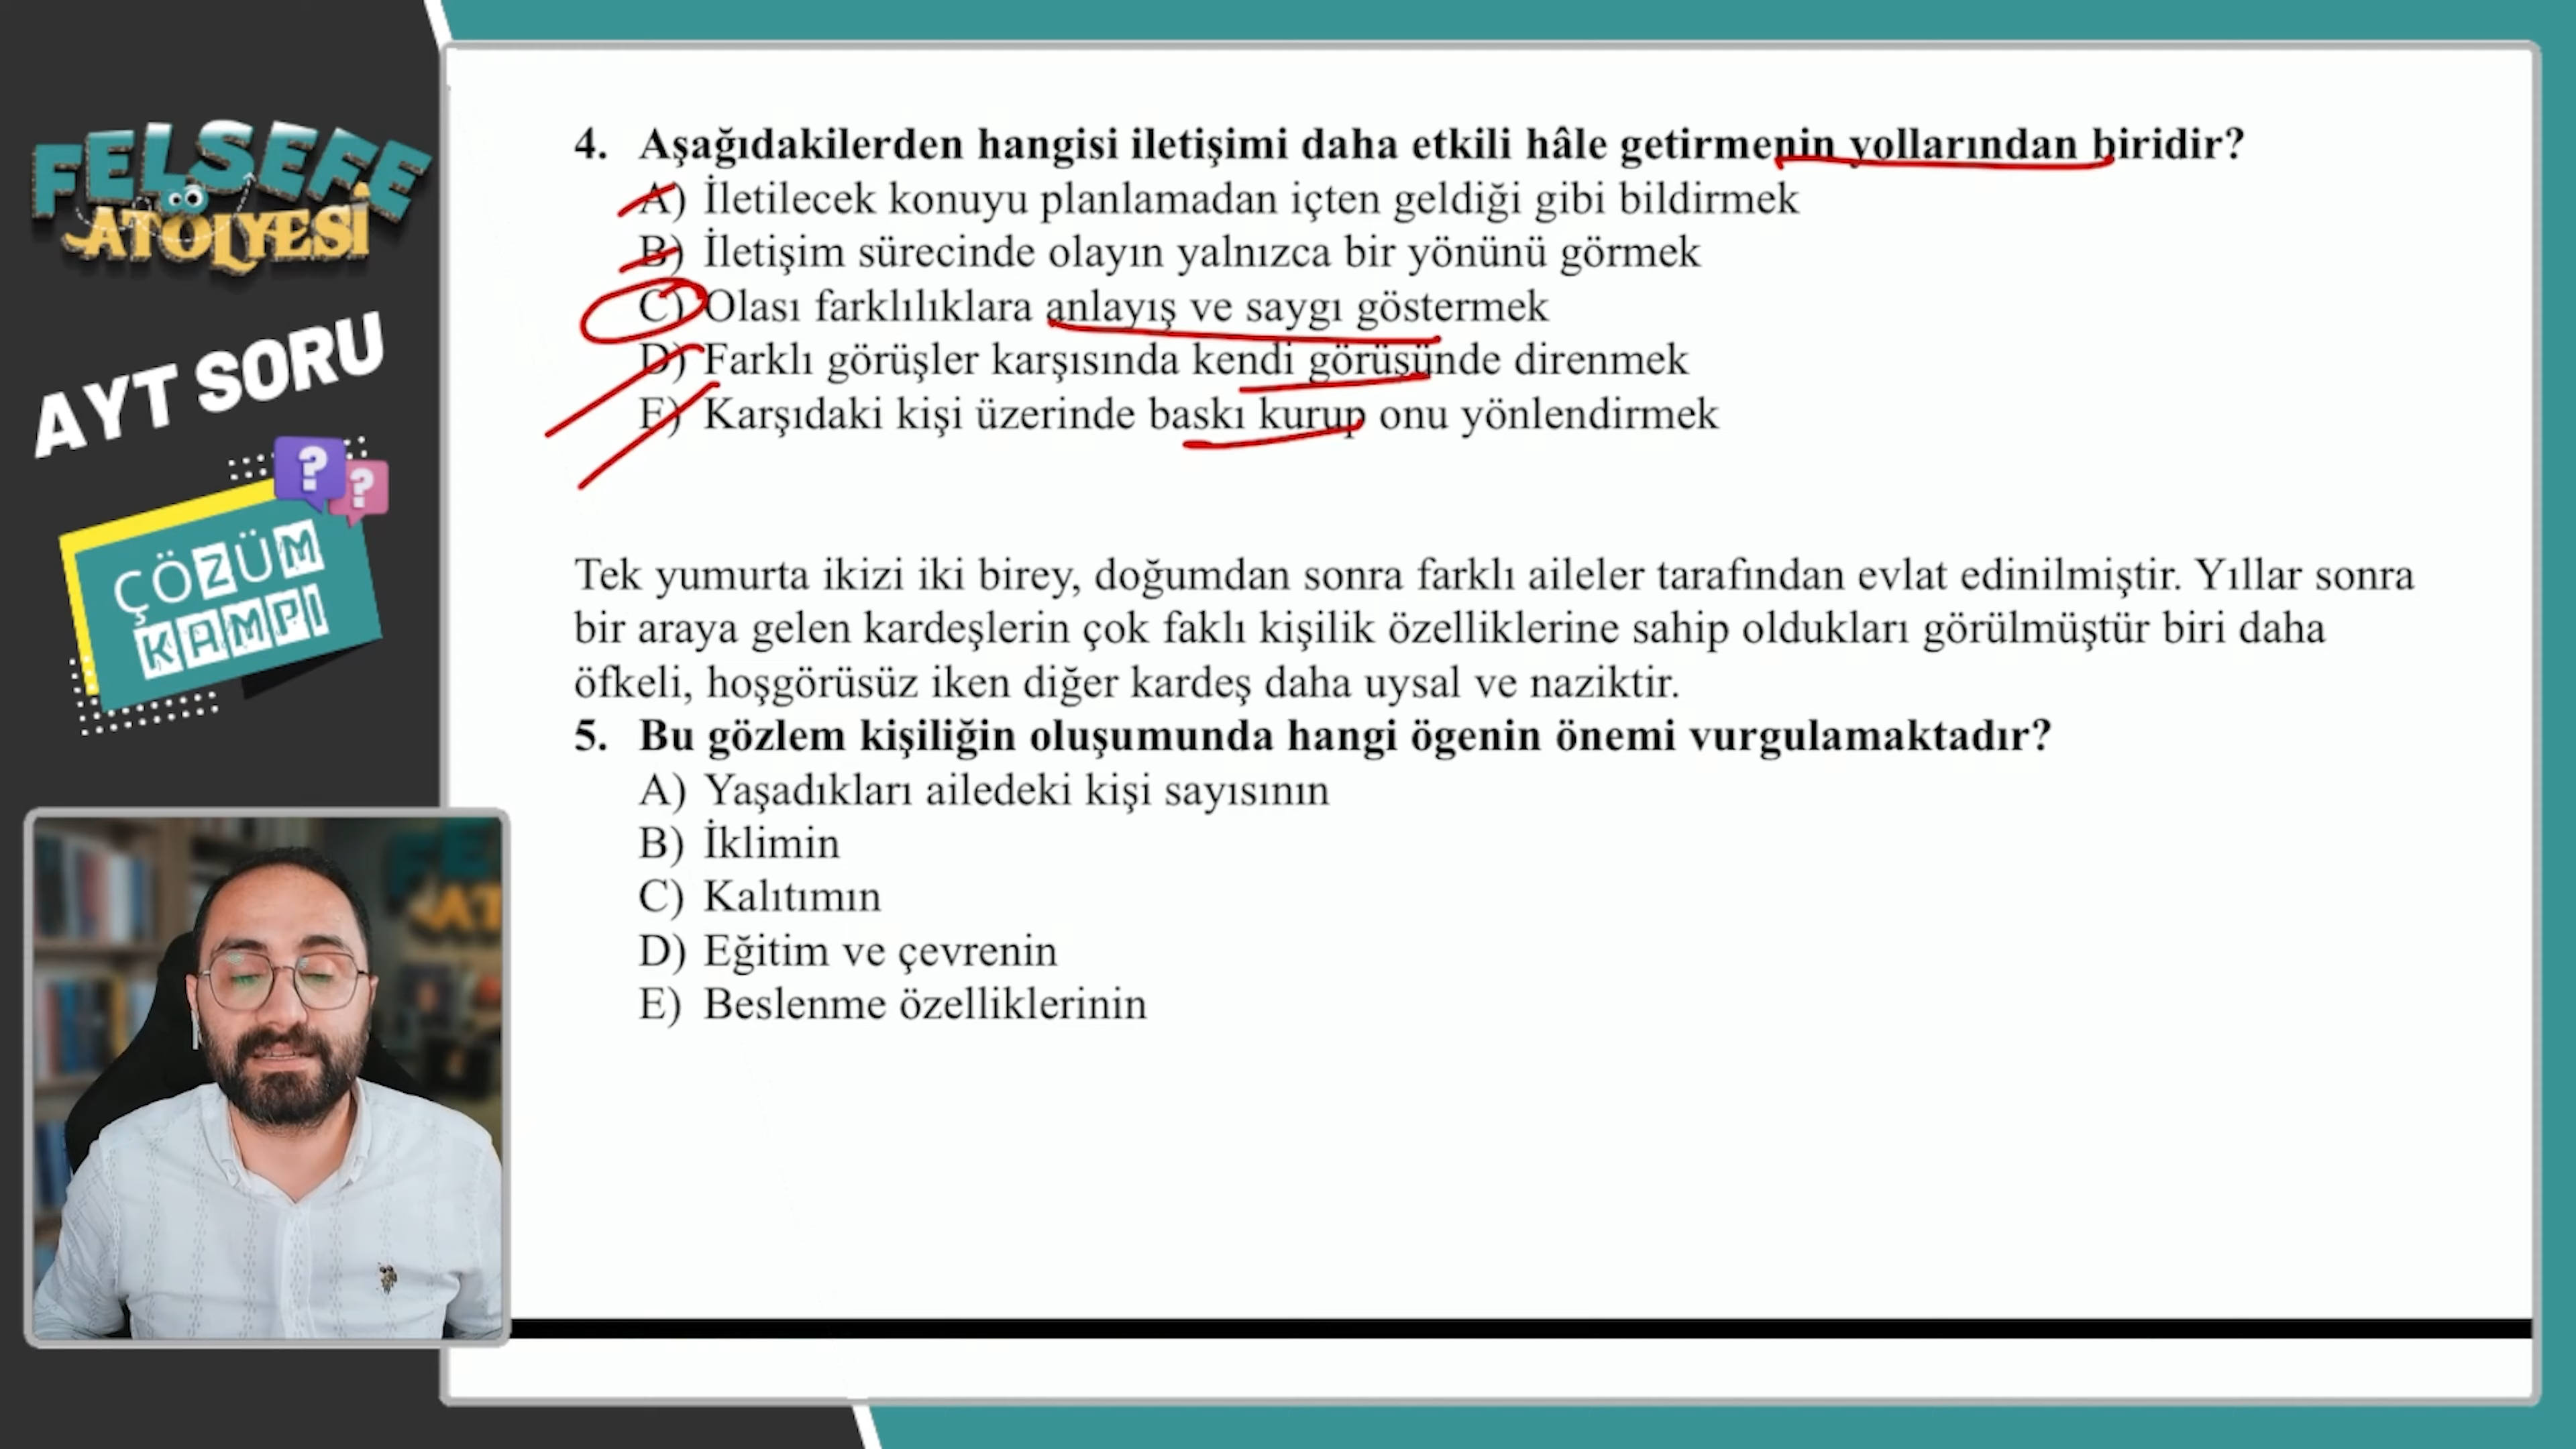 FELSEFE
ATÖLYESİ
AYT SORU
? ?
ÇÖZÜM
KAMPI
4. Aşağıdakilerden hangisi iletişimi daha etkili hâle getirmenin yollarından biridir?
A) İletilecek konuyu planlamadan içten geldiği gibi bildirmek
B) İletişim sürecinde olayın yalnızca bir yönünü görmek
C) Olası farklılıklara anlayış ve saygı göstermek
D) Farklı görüşler karşısında kendi görüşünde direnmek
E) Karşıdaki kişi üzerinde baskı kurup onu yönlendirmek
Tek yumurta ikizi iki birey, doğumdan sonra farklı aileler tarafından evlat edinilmiştir. Yıllar sonra
bir araya gelen kardeşlerin çok faklı kişilik özelliklerine sahip oldukları görülmüştür biri daha
öfkeli, hoşgörüsüz iken diğer kardeş daha uysal ve naziktir.
5. Bu gözlem kişiliğin oluşumunda hangi ögenin önemi vurgulamaktadır?
A) Yaşadıkları ailedeki kişi sayısının
B) İklimin
C) Kalıtımın
D) Eğitim ve çevrenin
E) Beslenme özelliklerinin